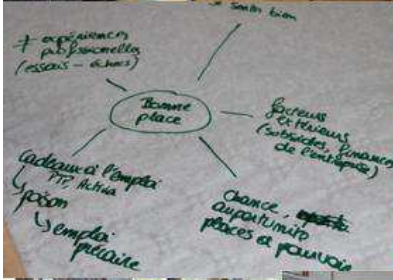 se sentir bien
≠ expériences
professionnelles
(essais - échecs)
Bonne
place
facteurs
extérieurs
(subsides, finances
de l'entreprise)
cadeaux à l'emploi
PTP, Activa
↳ poison
↳ emploi
précaire
Chance,
opportunités
places à pouvoir